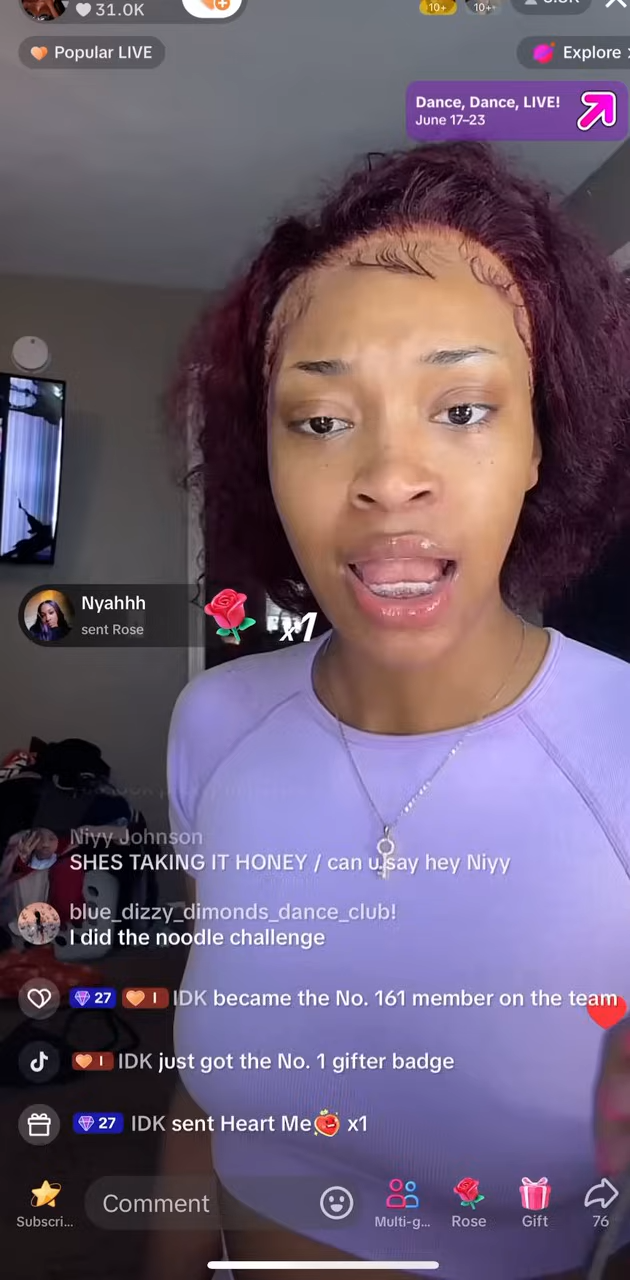 31.0K
10+
10+
Popular LIVE
Explore
Dance, Dance, LIVE!
June 17–23
Nyahhh
sent Rose
x1
Niyy Johnson
SHES TAKING IT HONEY / can u say hey Niyy
blue_dizzy_dimonds_dance_club!
I did the noodle challenge
27 I IDK became the No. 161 member on the team
I IDK just got the No. 1 gifter badge
27 IDK sent Heart Me x1
Comment
Subscri...
Multi-g...
Rose
Gift
76